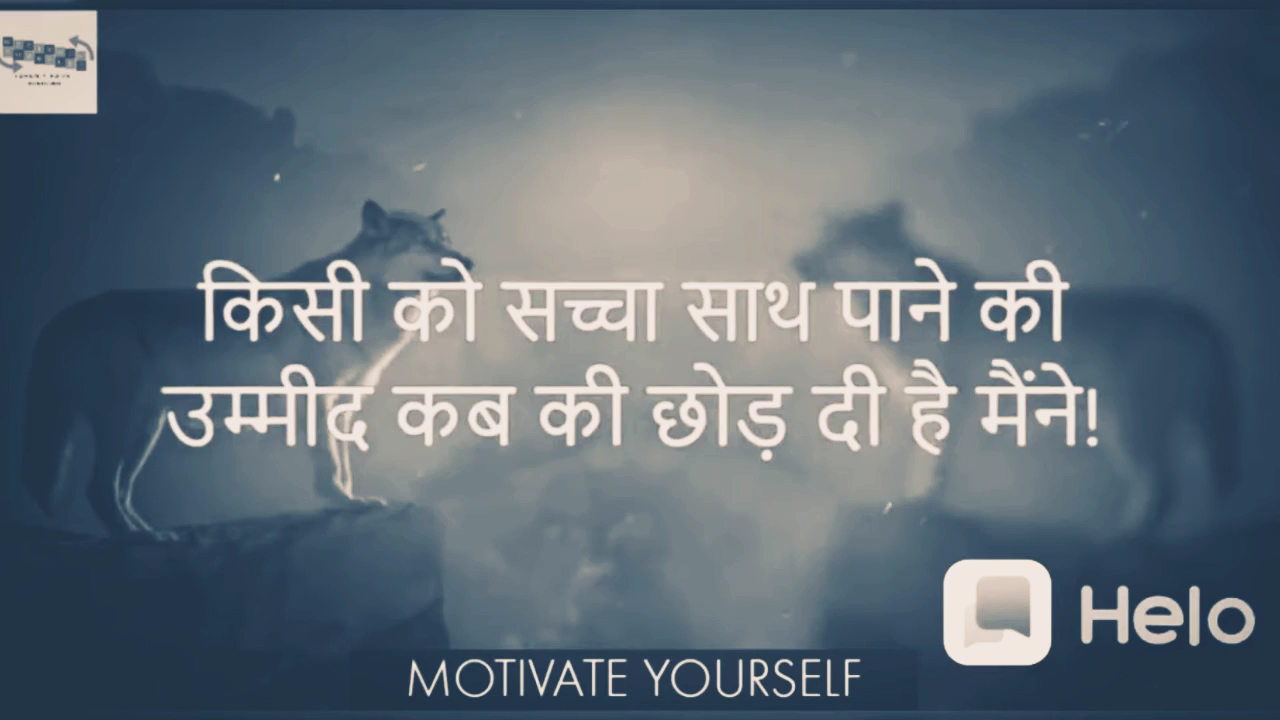 किसी को सच्चा साथ पाने की
उम्मीद कब की छोड़ दी है मैंने!
Helo
MOTIVATE YOURSELF